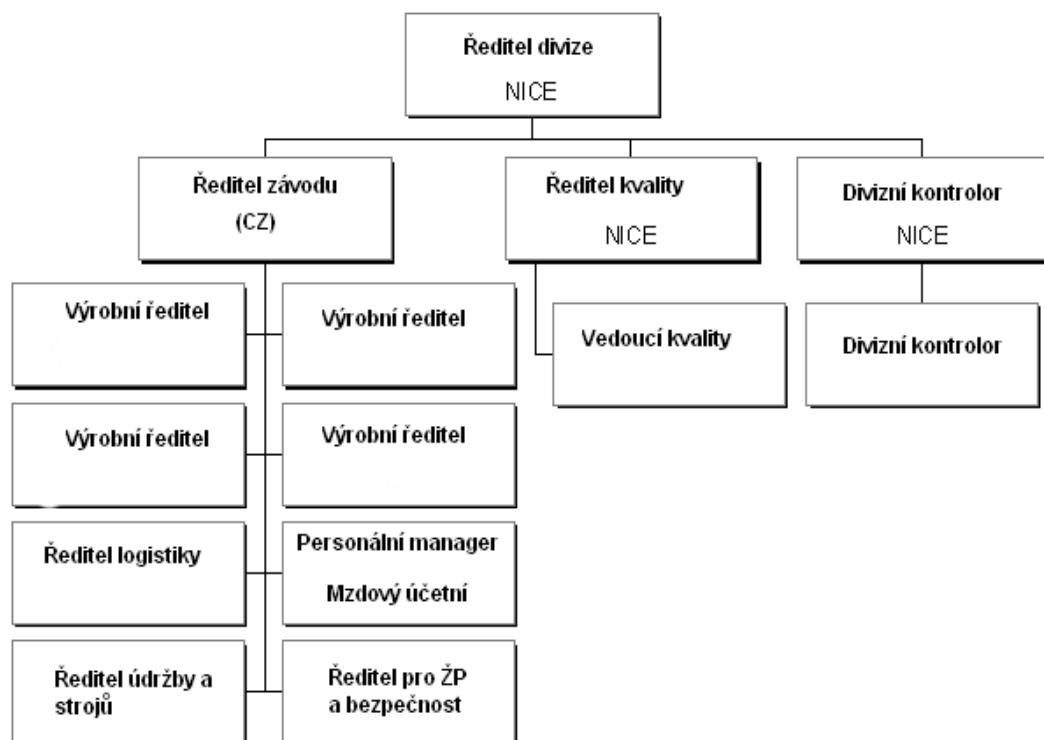 Ředitel divize
NICE
Ředitel závodu
(CZ)
Ředitel kvality
NICE
Divizní kontrolor
NICE
Výrobní ředitel
Výrobní ředitel
Vedoucí kvality
Divizní kontrolor
Výrobní ředitel
Výrobní ředitel
Ředitel logistiky
Personální manager
Mzdový účetní
Ředitel údržby a
strojů
Ředitel pro ŽP
a bezpečnost